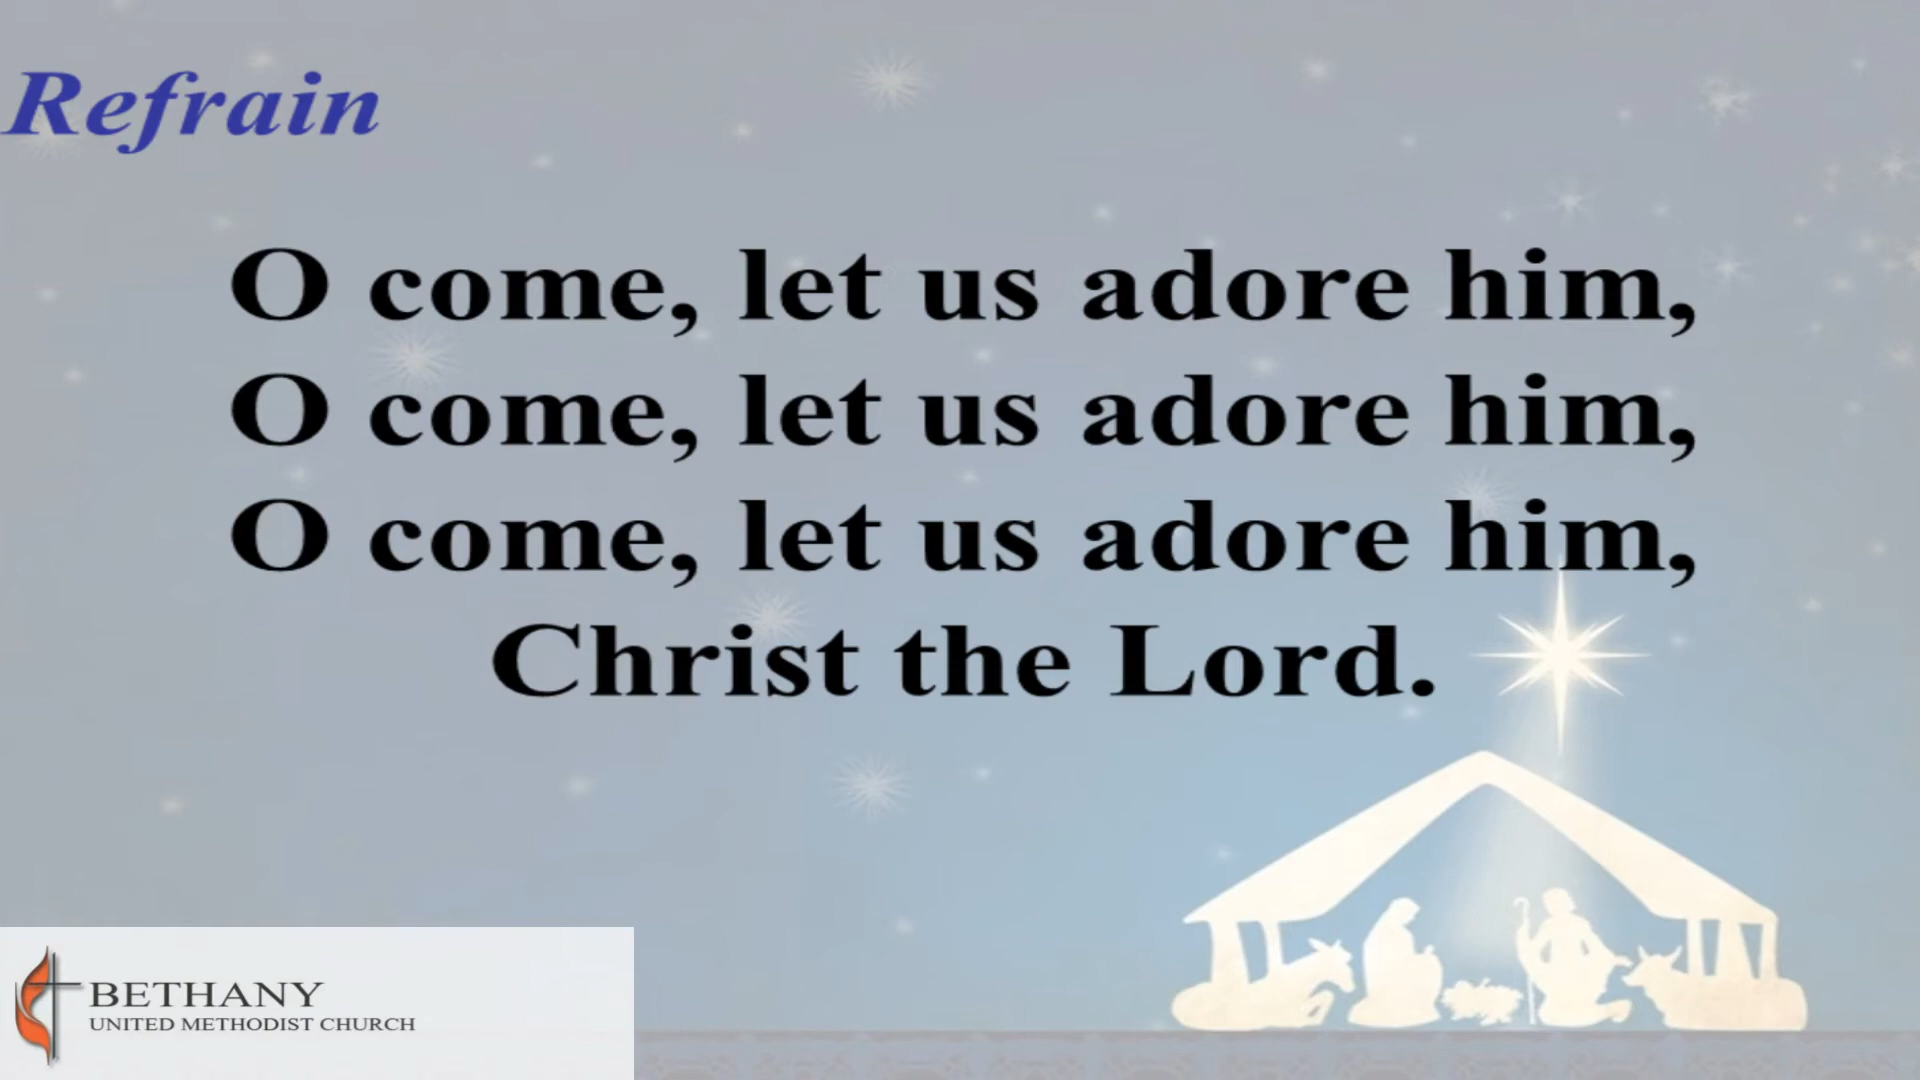 Refrain
O come, let us adore him,
O come, let us adore him,
O come, let us adore him,
Christ the Lord.
BETHANY
UNITED METHODIST CHURCH